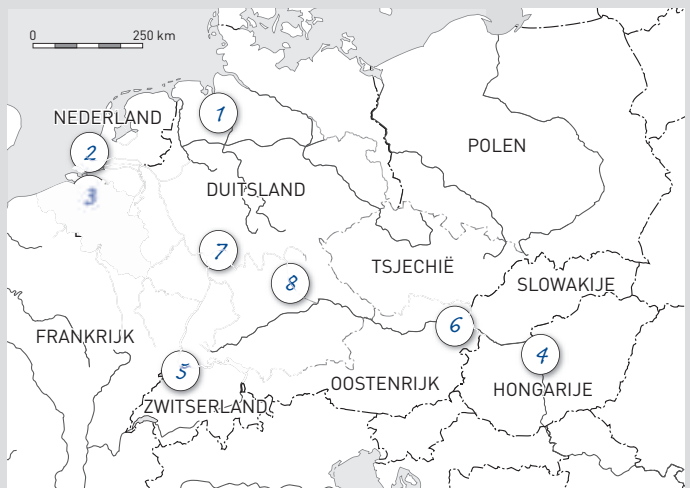 0 250 km
1
NEDERLAND
2
POLEN
3
DUITSLAND
7
TSJECHIË
8
SLOWAKIJE
6
FRANKRIJK
4
5
OOSTENRIJK
HONGARIJE
ZWITSERLAND